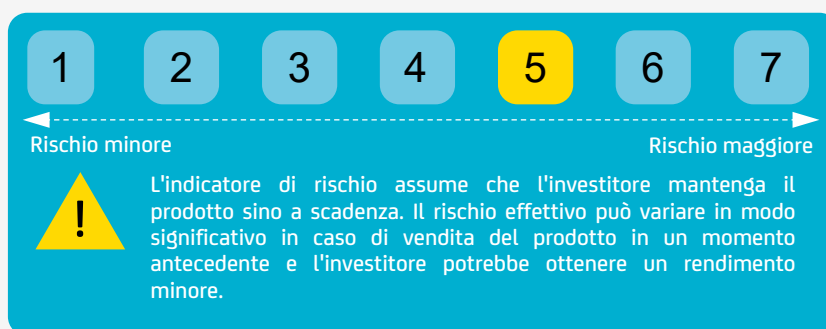 1 2 3 4 5 6 7
Rischio minore Rischio maggiore
! L'indicatore di rischio assume che l'investitore mantenga il
prodotto sino a scadenza. Il rischio effettivo può variare in modo
significativo in caso di vendita del prodotto in un momento
antecedente e l'investitore potrebbe ottenere un rendimento
minore.